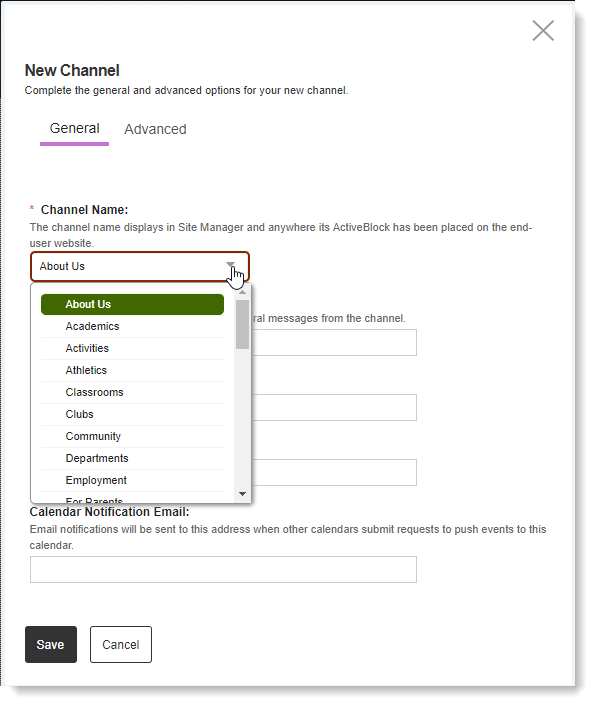 New Channel
Complete the general and advanced options for your new channel.
General Advanced
* Channel Name:
The channel name displays in Site Manager and anywhere its ActiveBlock has been placed on the end-
user website.
About Us
About Us
Academics
messages from the channel.
Activities
Athletics
Classrooms
Clubs
Community
Departments
Employment
For Parents
Calendar Notification Email:
Email notifications will be sent to this address when other calendars submit requests to push events to this
calendar.
Save Cancel